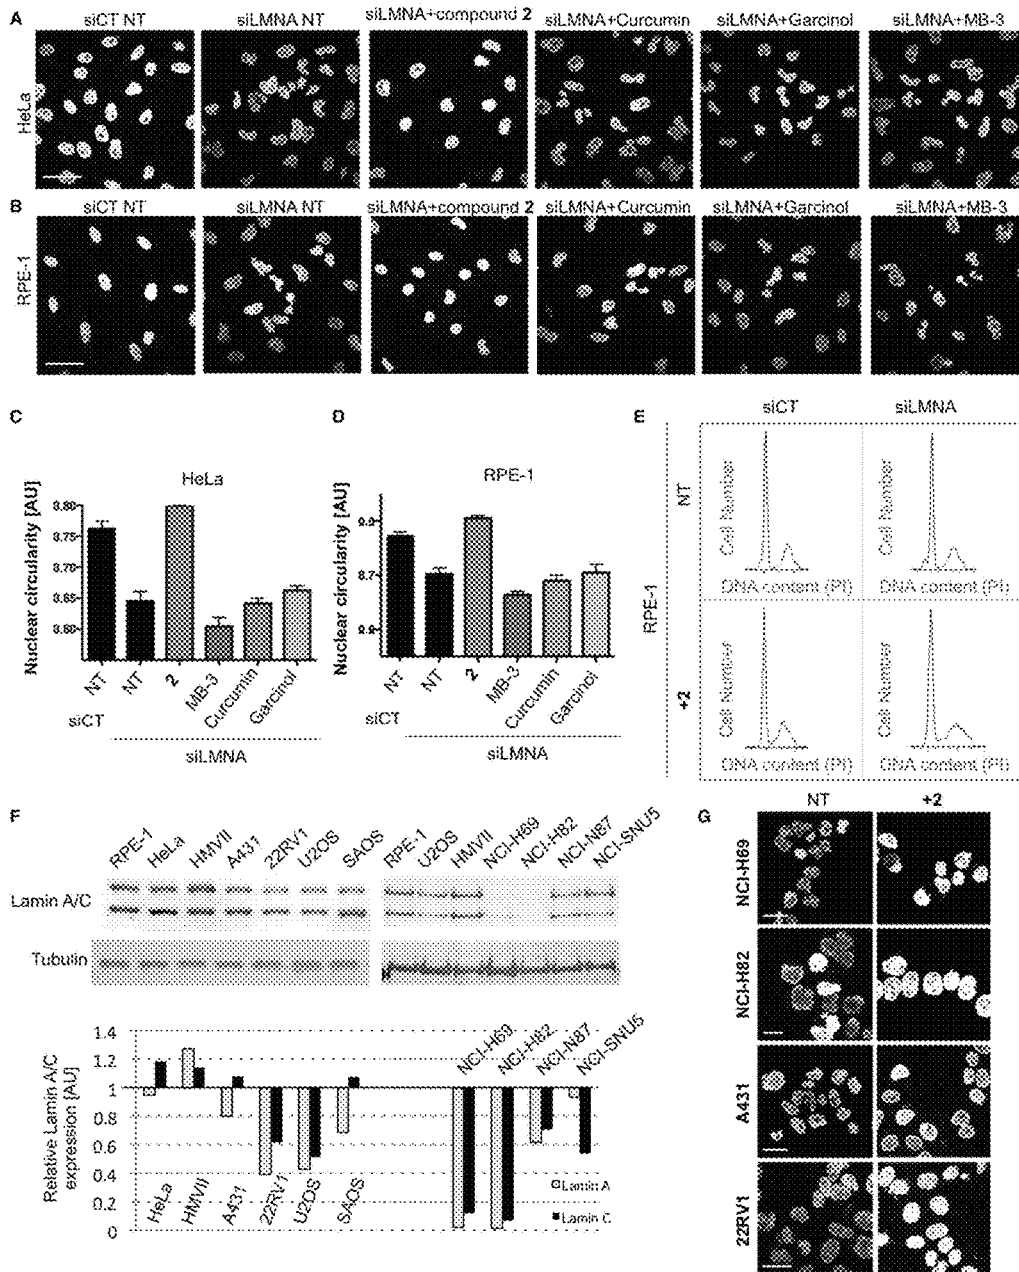 A
siCT NT siLMNA NT siLMNA+compound 2 siLMNA+Curcumin siLMNA+Garcinol siLMNA+MB-3
HeLa
B
siCT NT siLMNA NT siLMNA+compound 2 siLMNA+Curcumin siLMNA+Garcinol siLMNA+MB-3
RPE-1
C
HeLa
Nuclear circularity [AU]
NT NT 2 MB-3 Curcumin Garcinol
siCT
siLMNA
D
RPE-1
Nuclear circularity [AU]
NT NT 2 MB-3 Curcumin Garcinol
siCT
siLMNA
E
siCT siLMNA
RPE-1
NT
Cell Number Cell Number
DNA content (PI) DNA content (PI)
+2
Cell Number Cell Number
DNA content (PI) DNA content (PI)
F
RPE-1 HeLa HMVII A431 22RV1 U2OS SAOS RPE-1 U2OS HMVII NCI-H69 NCI-H82 NCI-N87 NCI-SNU5
Lamin A/C
Tubulin
Relative Lamin A/C
expression [AU]
1.4
1.2
1
0.8
0.6
0.4
0.2
0
NCI-H69 NCI-H82 NCI-N87 NCI-SNU5
HeLa HMVII A431 22RV1 U2OS SAOS
Lamin A
Lamin C
G
NT +2
NCI-H69
NCI-H82
A431
22RV1